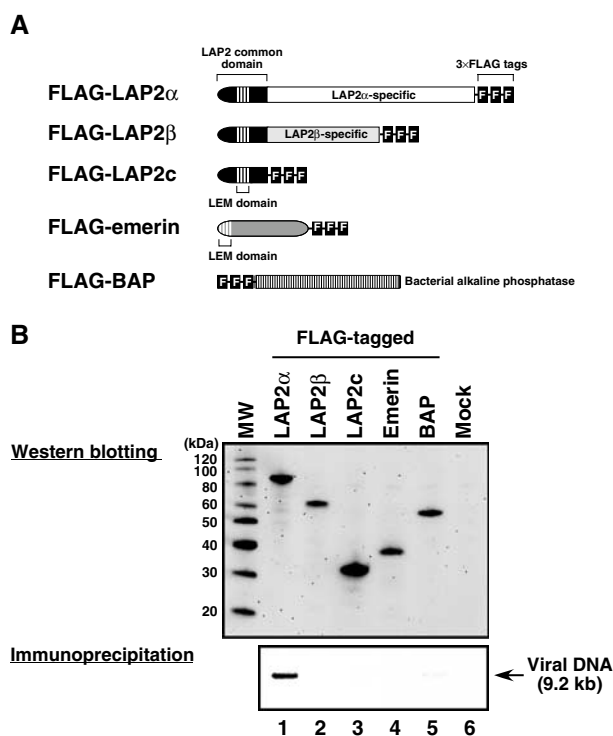 A
LAP2 common domain
3×FLAG tags
FLAG-LAP2α
LAP2α-specific
F F F
FLAG-LAP2β
LAP2β-specific
F F F
FLAG-LAP2c
F F F
LEM domain
FLAG-emerin
F F F
LEM domain
FLAG-BAP
F F F
Bacterial alkaline phosphatase
B
FLAG-tagged
MW
LAP2α
LAP2β
LAP2c
Emerin
BAP
Mock
Western blotting
(kDa)
120
100
80
60
50
40
30
20
Immunoprecipitation
Viral DNA
(9.2 kb)
1 2 3 4 5 6